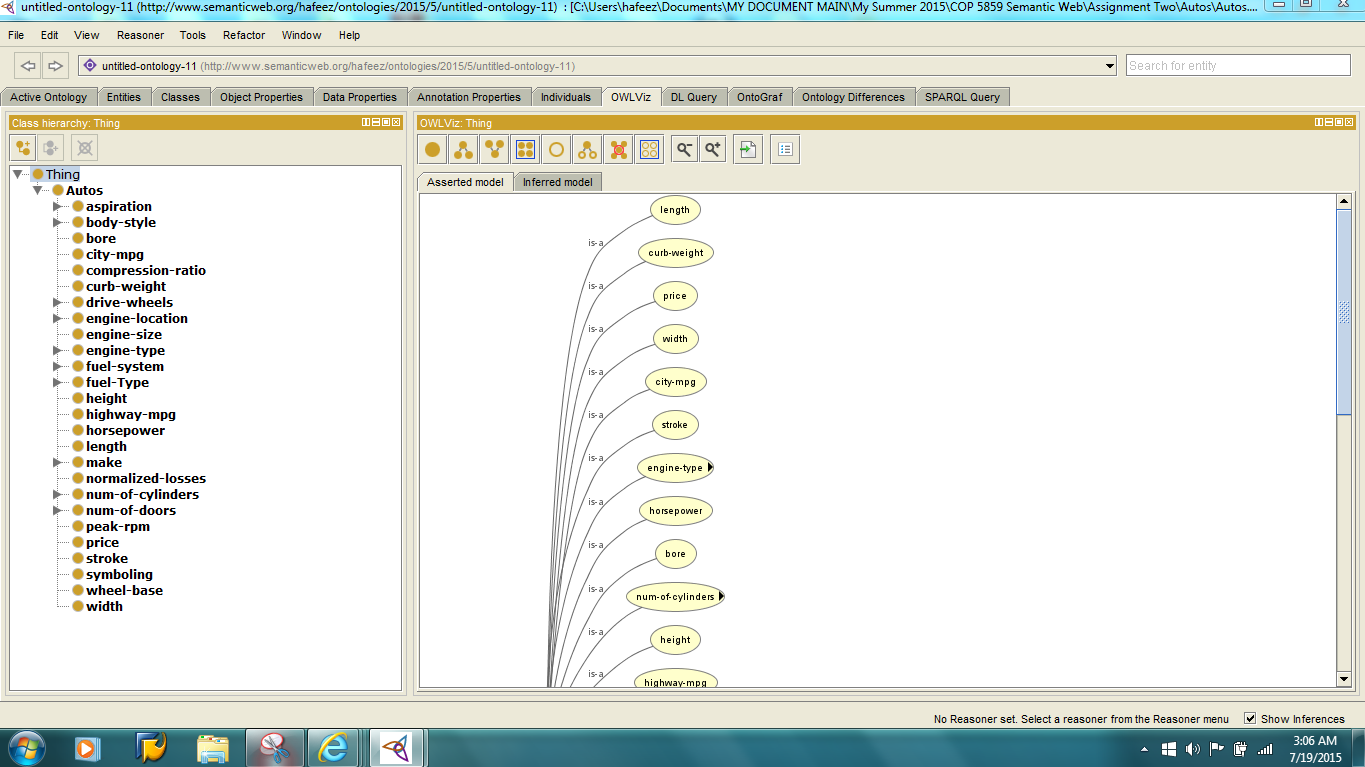 untitled-ontology-11 (http://www.semanticweb.org/hafeez/ontologies/2015/5/untitled-ontology-11) : [C:\Users\hafeez\Documents\MY DOCUMENT MAIN\My Summer 2015\COP 5859 Semantic Web\Assignment Two\Autos\Autos....
File Edit View Reasoner Tools Refactor Window Help
untitled-ontology-11 (http://www.semanticweb.org/hafeez/ontologies/2015/5/untitled-ontology-11)
Search for entity
Active Ontology Entities Classes Object Properties Data Properties Annotation Properties Individuals OWLViz DL Query OntoGraf Ontology Differences SPARQL Query
Class hierarchy: Thing
Thing
Autos
aspiration
body-style
bore
city-mpg
compression-ratio
curb-weight
drive-wheels
engine-location
engine-size
engine-type
fuel-system
fuel-Type
height
highway-mpg
horsepower
length
make
normalized-losses
num-of-cylinders
num-of-doors
peak-rpm
price
stroke
symboling
wheel-base
width
OWLViz: Thing
Asserted model Inferred model
length
is-a
curb-weight
is-a
price
is-a
width
is-a
city-mpg
is-a
stroke
is-a
engine-type
is-a
horsepower
is-a
bore
is-a
num-of-cylinders
is-a
height
is-a
highway-mpg
No Reasoner set. Select a reasoner from the Reasoner menu Show Inferences
3:06 AM
7/19/2015